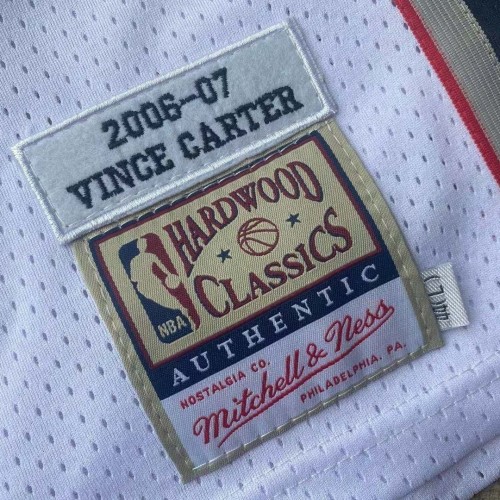 2006-07
VINCE CARTER
HARDWOOD
CLASSICS
NBA
AUTHENTIC
NOSTALGIA CO.
Mitchell & Ness
PHILADELPHIA, PA.